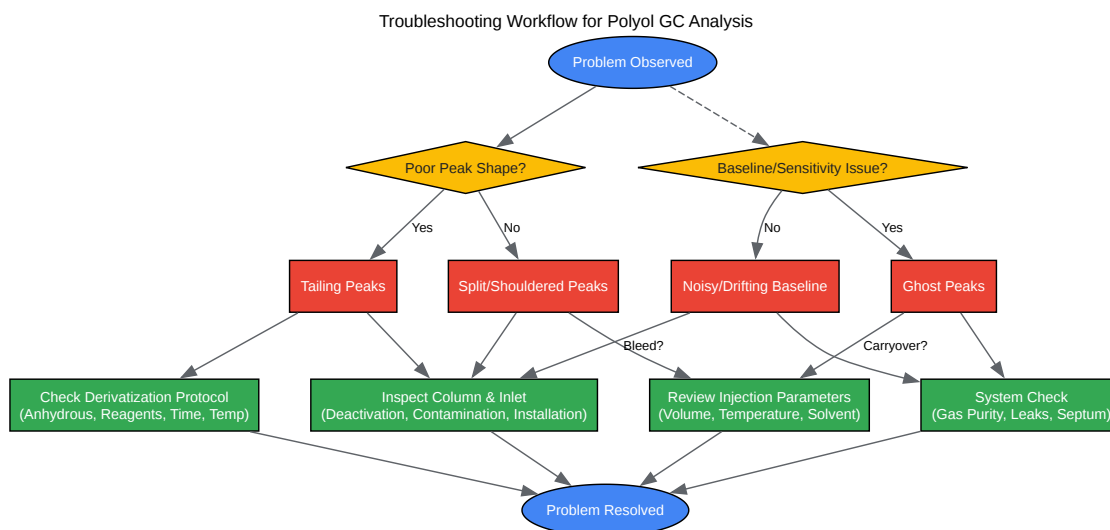 Troubleshooting Workflow for Polyol GC Analysis
Problem Observed
Poor Peak Shape?
Baseline/Sensitivity Issue?
Yes
No
No
Yes
Tailing Peaks
Split/Shouldered Peaks
Noisy/Drifting Baseline
Ghost Peaks
Bleed?
Carryover?
Check Derivatization Protocol
(Anhydrous, Reagents, Time, Temp)
Inspect Column & Inlet
(Deactivation, Contamination, Installation)
Review Injection Parameters
(Volume, Temperature, Solvent)
System Check
(Gas Purity, Leaks, Septum)
Problem Resolved